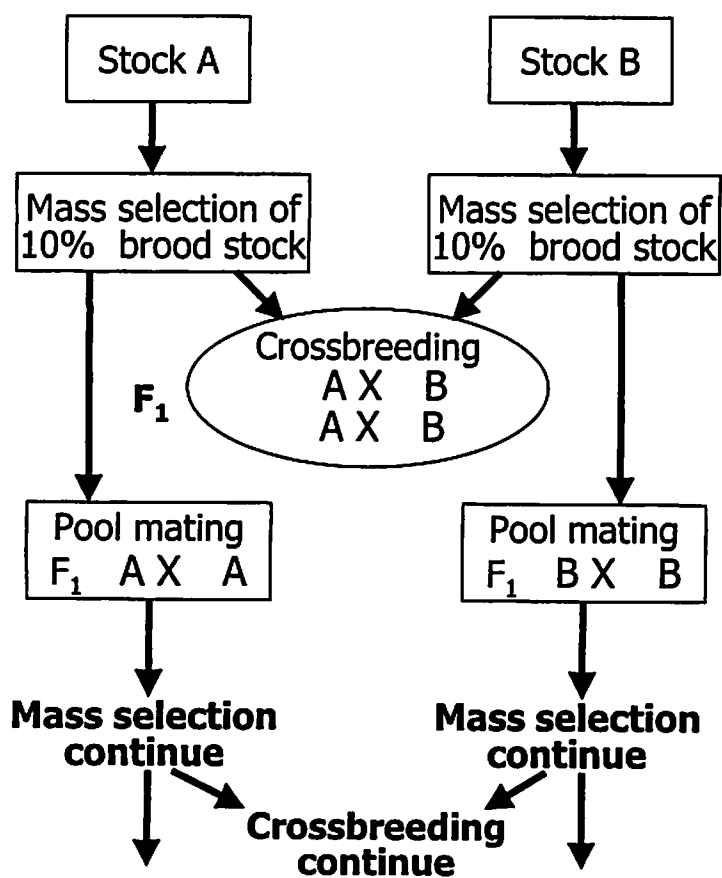 Stock A
Stock B
Mass selection of
10% brood stock
Mass selection of
10% brood stock
Crossbreeding
A X B
A X B
F₁
Pool mating
F₁ A X A
Pool mating
F₁ B X B
Mass selection
continue
Mass selection
continue
Crossbreeding
continue